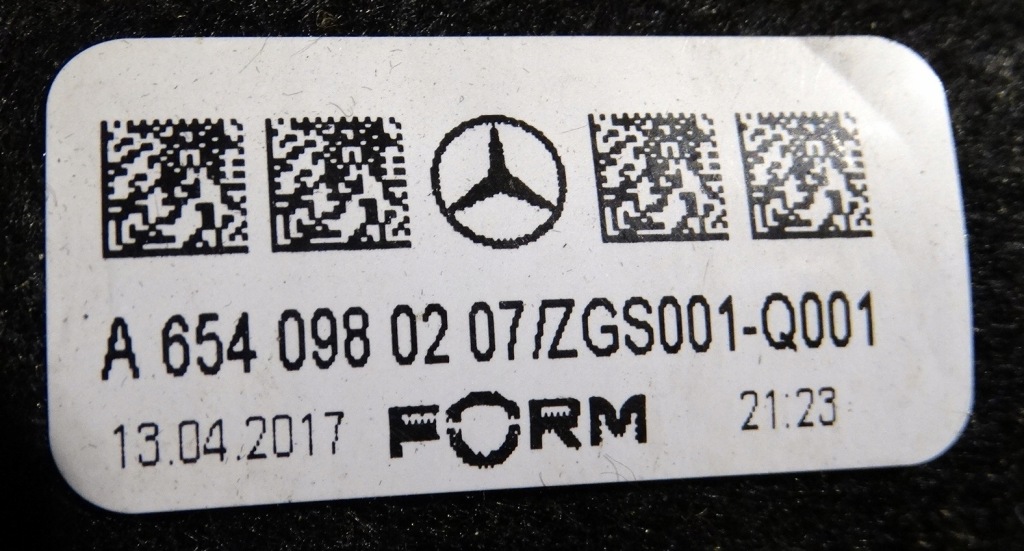 A 654 098 02 07/ZGS001-Q001
13.04.2017 FORM 21:23